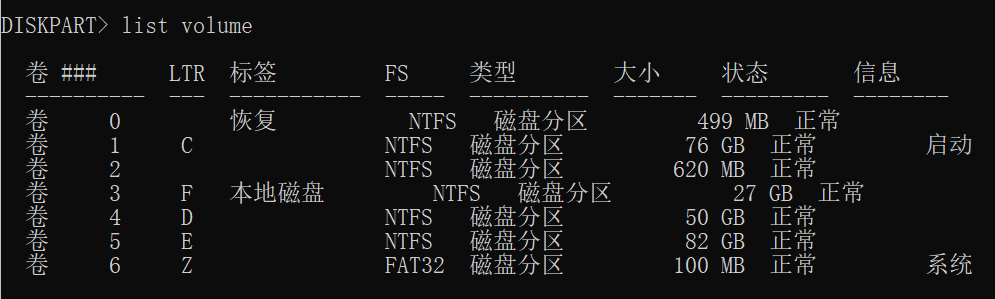 DISKPART> list volume
卷 ### LTR 标签 FS 类型 大小 状态 信息
---------- --- ----------- ----- ---------- ------- --------- --------
卷 0 恢复 NTFS 磁盘分区 499 MB 正常
卷 1 C NTFS 磁盘分区 76 GB 正常 启动
卷 2 NTFS 磁盘分区 620 MB 正常
卷 3 F 本地磁盘 NTFS 磁盘分区 27 GB 正常
卷 4 D NTFS 磁盘分区 50 GB 正常
卷 5 E NTFS 磁盘分区 82 GB 正常
卷 6 Z FAT32 磁盘分区 100 MB 正常 系统